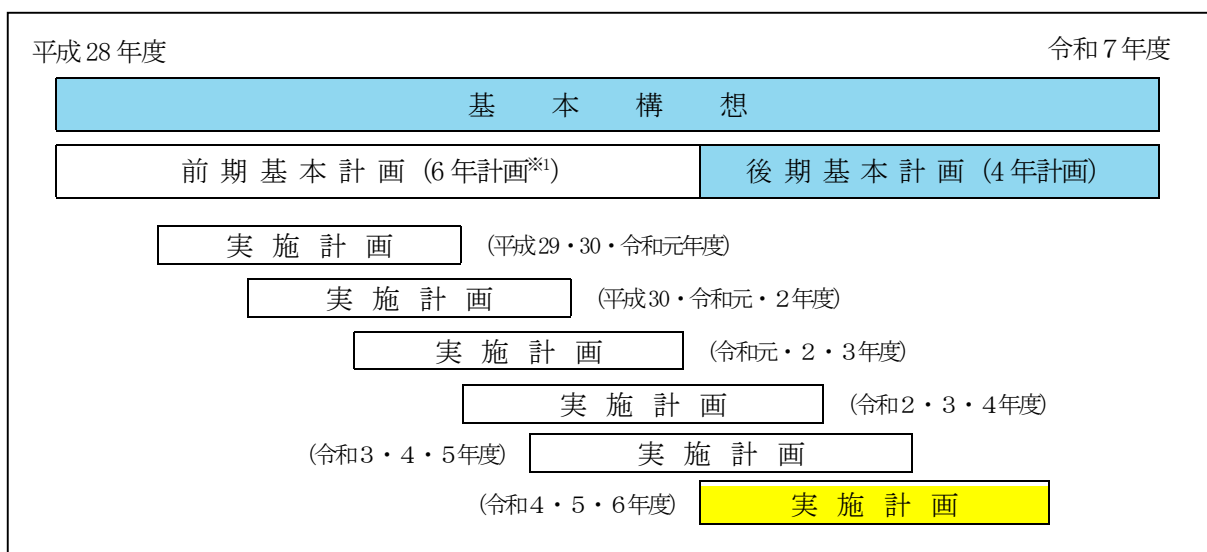 平成28年度 令和7年度
基本構想
前期基本計画（6年計画※1） 後期基本計画（4年計画）
実施計画 （平成29・30・令和元年度）
実施計画 （平成30・令和元・２年度）
実施計画 （令和元・２・３年度）
実施計画 （令和２・３・４年度）
（令和３・４・５年度） 実施計画
（令和４・５・６年度） 実施計画